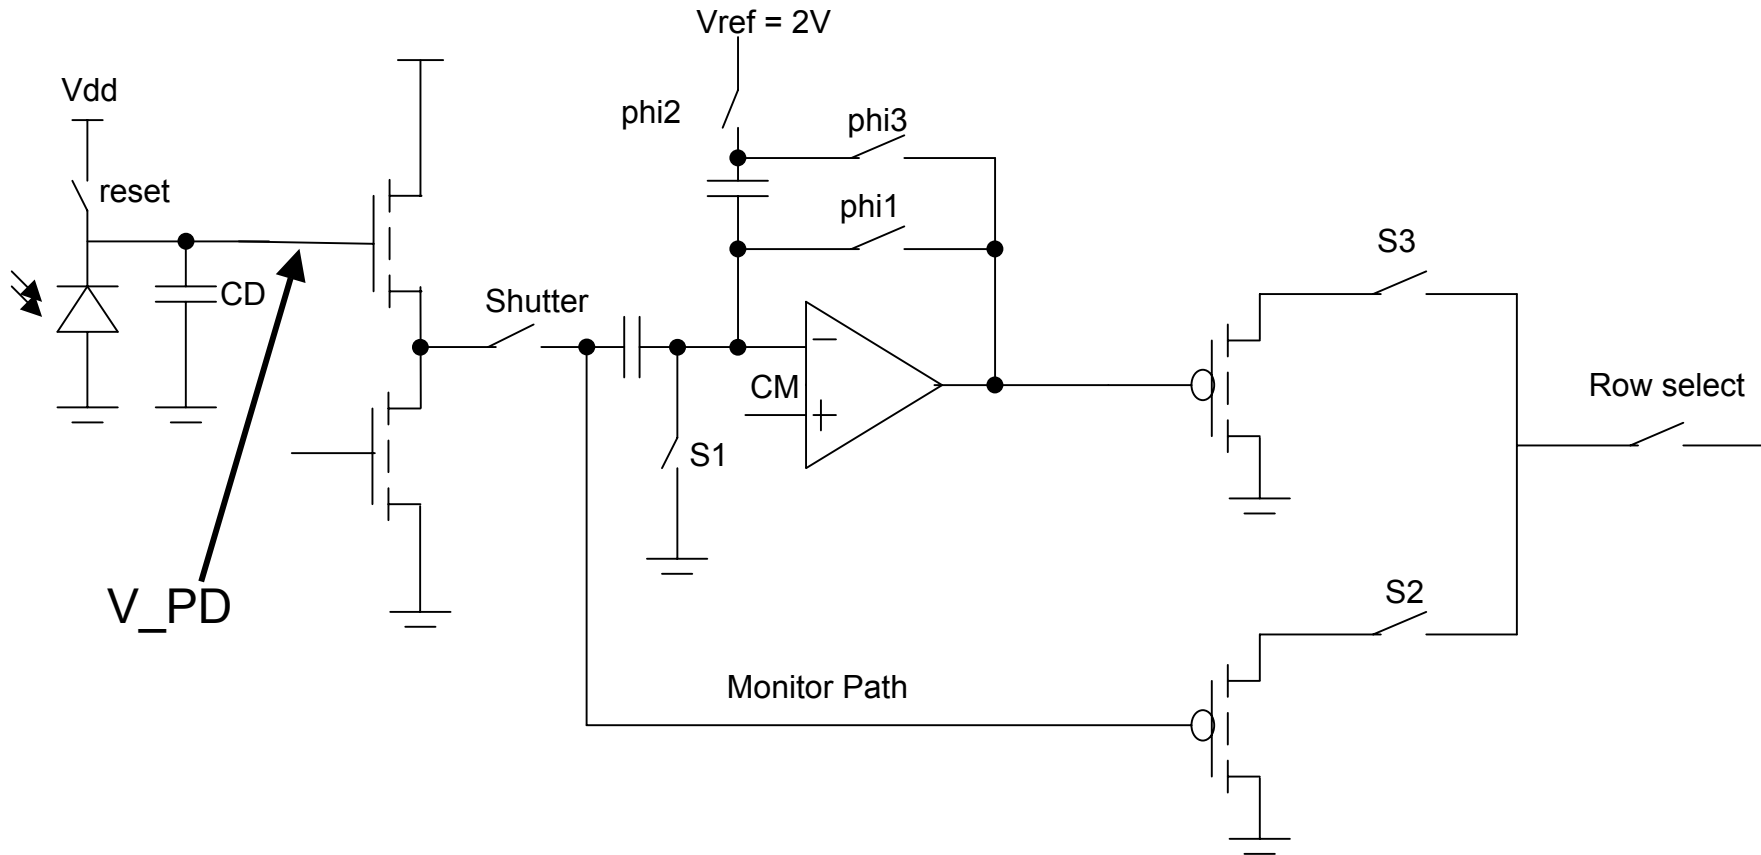 Vref = 2V
Vdd
phi2
phi3
reset
phi1
S3
CD
Shutter
CM
Row select
S1
S2
V_PD
Monitor Path